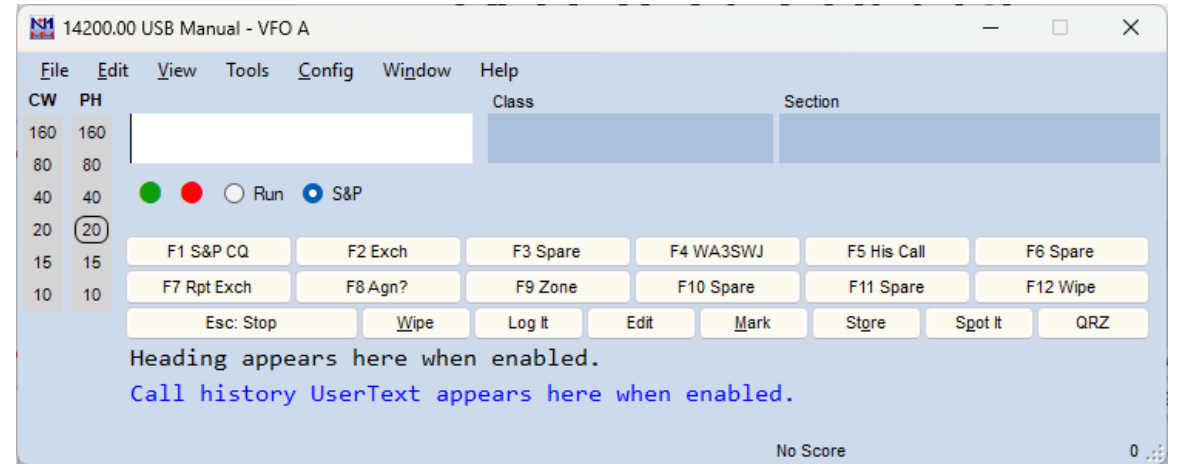 N1 MM 14200.00 USB Manual - VFO A
File Edit View Tools Config Window Help
CW PH Class Section
160 160
80 80
40 40 Run S&P
20 20
15 15
10 10
F1 S&P CQ F2 Exch F3 Spare F4 WA3SWJ F5 His Call F6 Spare
F7 Rpt Exch F8 Agn? F9 Zone F10 Spare F11 Spare F12 Wipe
Esc: Stop Wipe Log It Edit Mark Store Spot It QRZ
Heading appears here when enabled.
Call history UserText appears here when enabled.
No Score 0